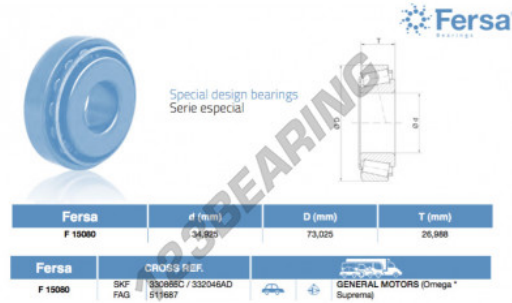 Fersa
Bearings
Special design bearings
Serie especial
T
Ø D
Ø d
123BEARING
Fersa d (mm) D (mm) T (mm)
F 15080 34,925 73,025 26,988
Fersa CROSS REF.
F 15080
SKF 330866C / 332046AD
FAG 511687
GENERAL MOTORS (Omega *
Suprema)